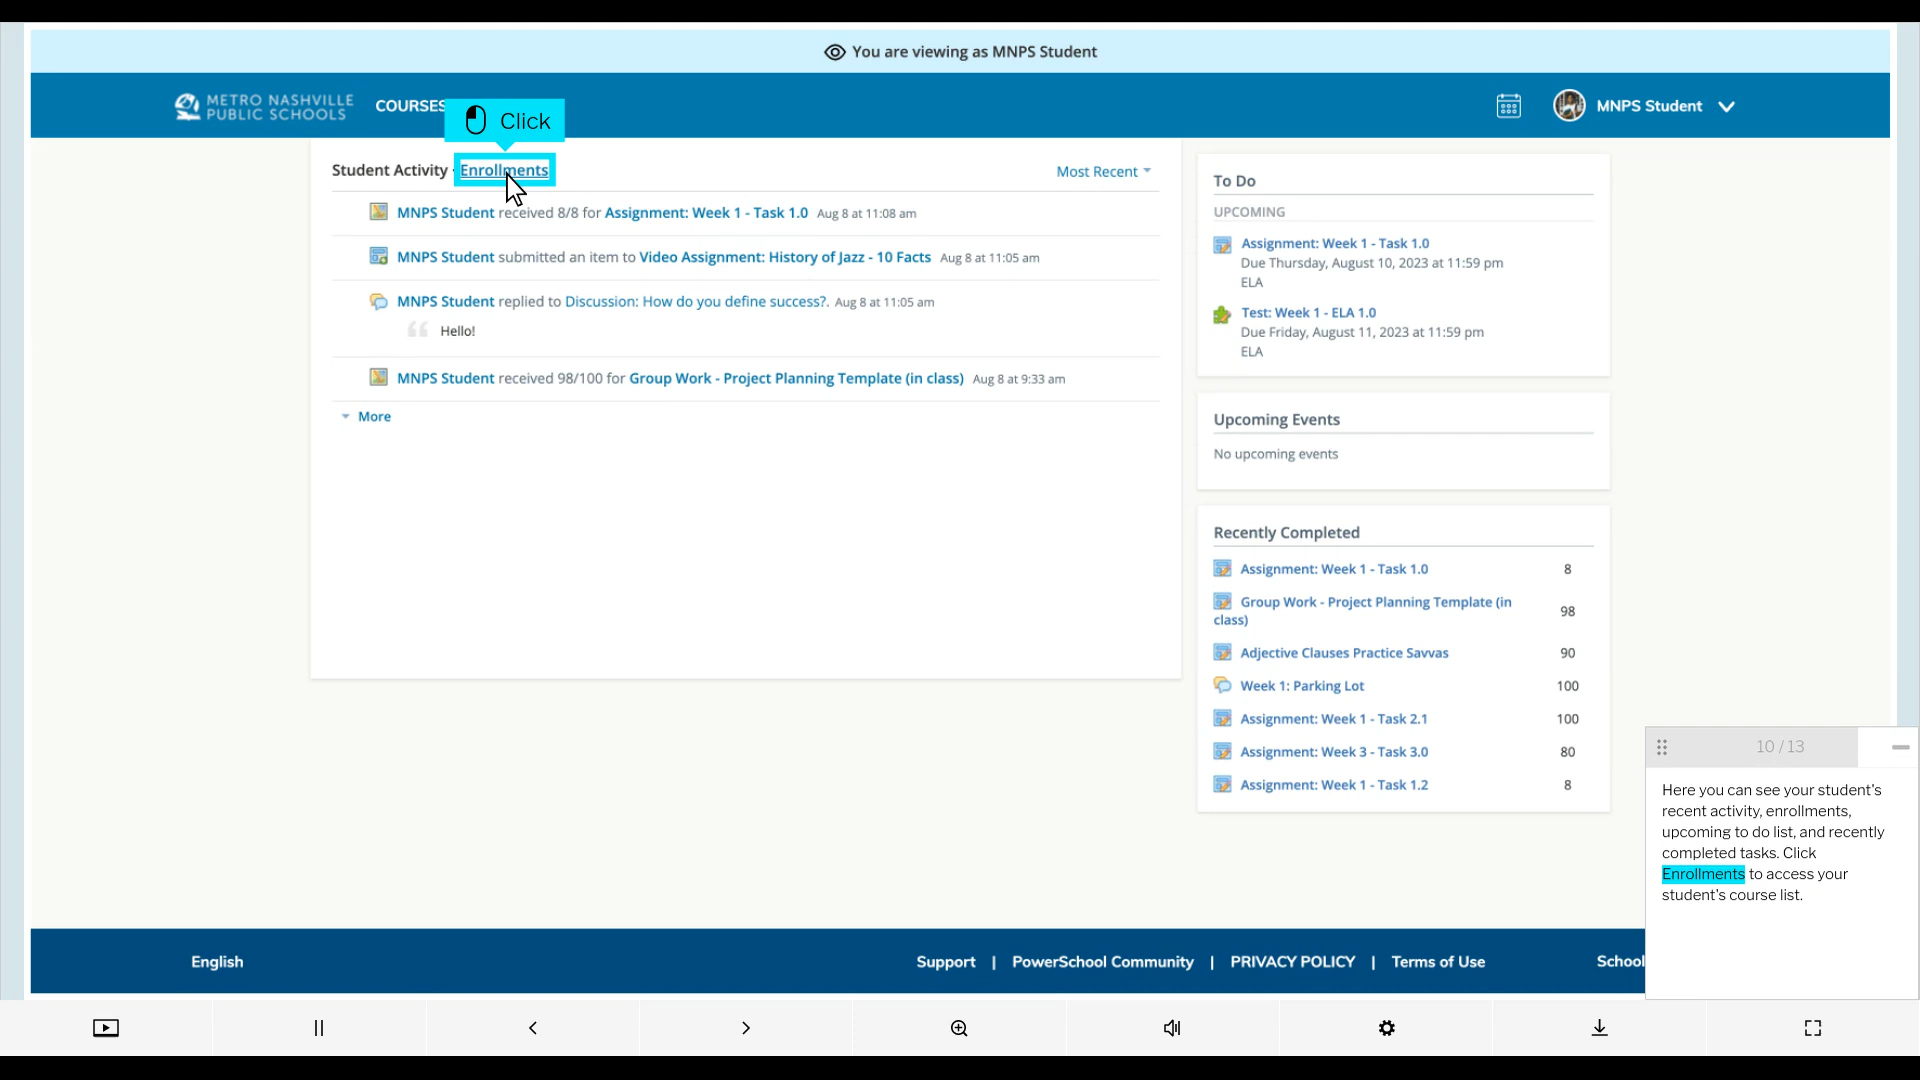 You are viewing as MNPS Student
METRO NASHVILLE
PUBLIC SCHOOLS
COURSES
MNPS Student
Click
Student Activity · Enrollments
Most Recent
MNPS Student received 8/8 for Assignment: Week 1 - Task 1.0 Aug 8 at 11:08 am
MNPS Student submitted an item to Video Assignment: History of Jazz - 10 Facts Aug 8 at 11:05 am
MNPS Student replied to Discussion: How do you define success?. Aug 8 at 11:05 am
Hello!
MNPS Student received 98/100 for Group Work - Project Planning Template (in class) Aug 8 at 9:33 am
More
To Do
UPCOMING
Assignment: Week 1 - Task 1.0
Due Thursday, August 10, 2023 at 11:59 pm
ELA
Test: Week 1 - ELA 1.0
Due Friday, August 11, 2023 at 11:59 pm
ELA
Upcoming Events
No upcoming events
Recently Completed
Assignment: Week 1 - Task 1.0 8
Group Work - Project Planning Template (in
class) 98
Adjective Clauses Practice Savvas 90
Week 1: Parking Lot 100
Assignment: Week 1 - Task 2.1 100
Assignment: Week 3 - Task 3.0 80
Assignment: Week 1 - Task 1.2 8
10 / 13
Here you can see your student's
recent activity, enrollments,
upcoming to do list, and recently
completed tasks. Click
Enrollments to access your
student's course list.
English
Support | PowerSchool Community | PRIVACY POLICY | Terms of Use
School